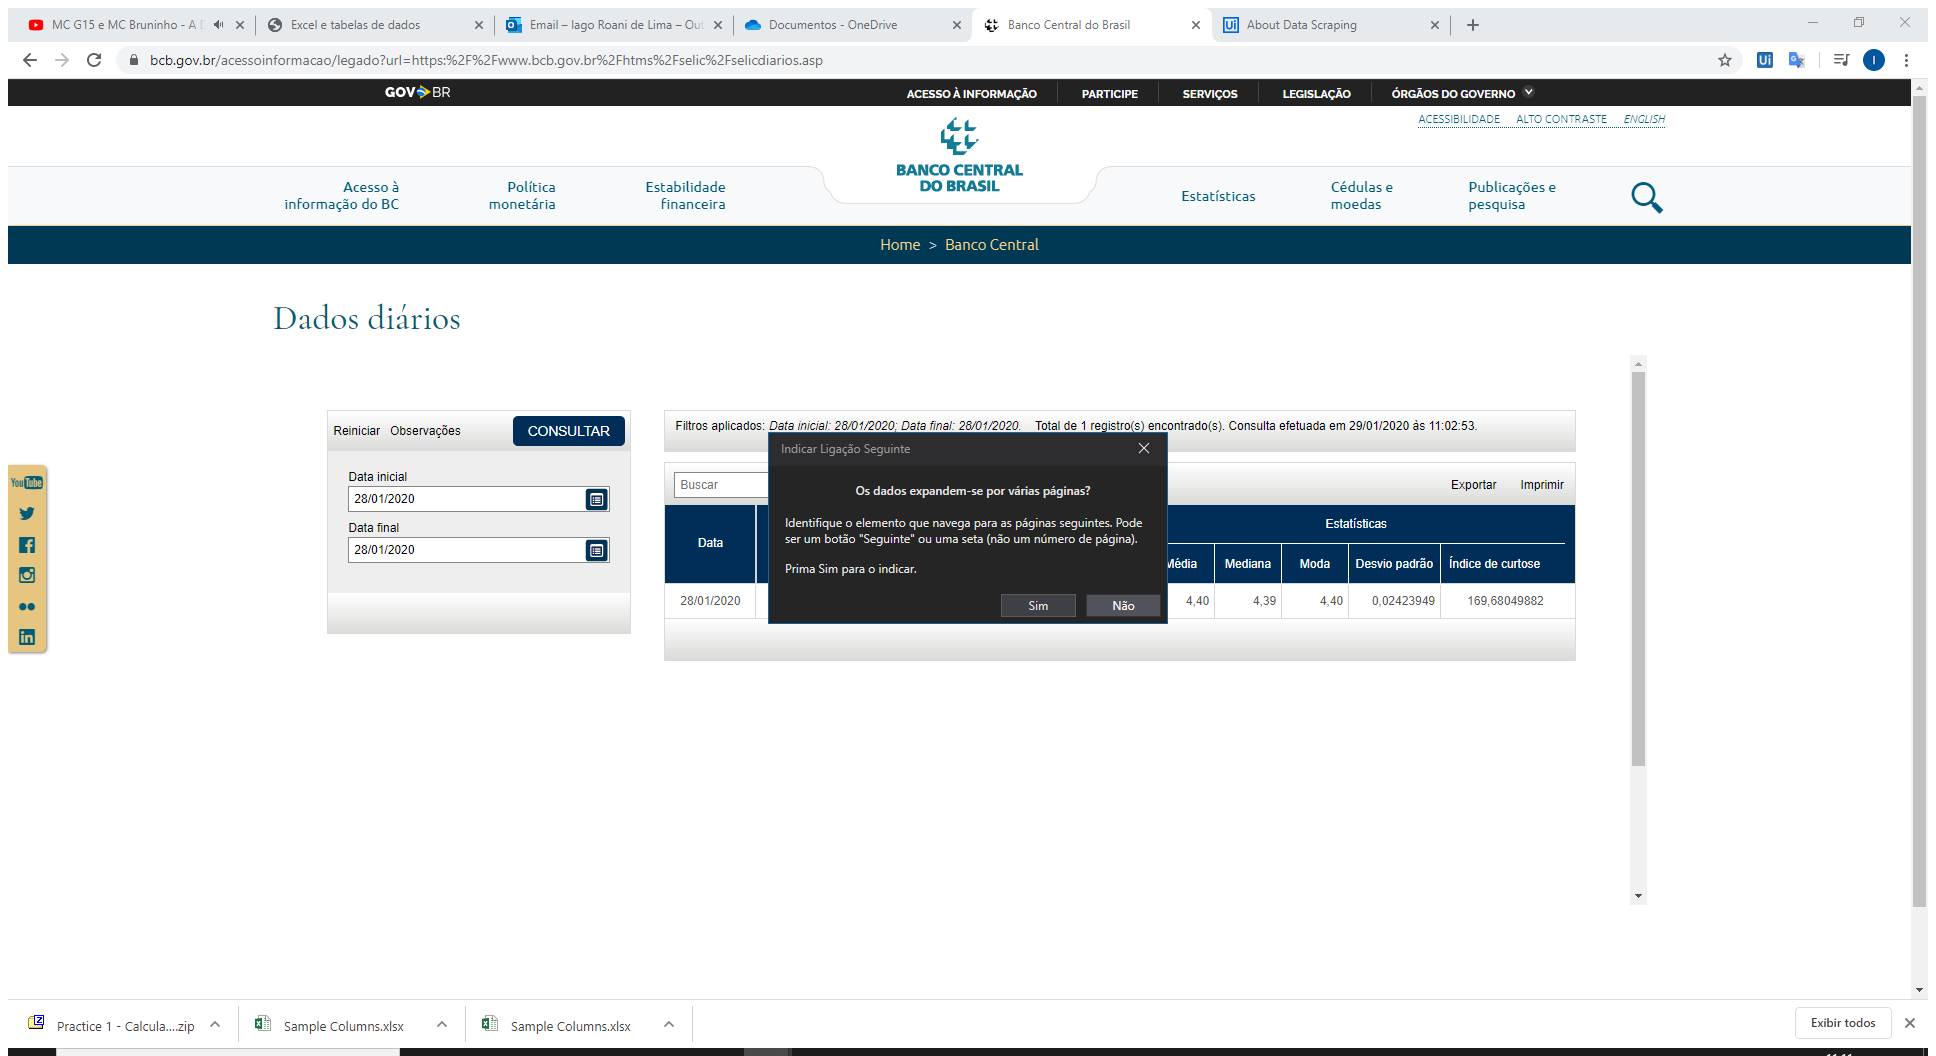 MC G15 e MC Bruninho - A D
Excel e tabelas de dados
Email – Iago Roani de Lima – Out
Documentos - OneDrive
Banco Central do Brasil
About Data Scraping
bcb.gov.br/acessoinformacao/legado?url=https:%2F%2Fwww.bcb.gov.br%2Fhtms%2Fselic%2Fselicdiarios.asp
Ui
I
GOV BR
ACESSO À INFORMAÇÃO
PARTICIPE
SERVIÇOS
LEGISLAÇÃO
ÓRGÃOS DO GOVERNO
ACESSIBILIDADE
ALTO CONTRASTE
ENGLISH
BANCO CENTRAL
DO BRASIL
Acesso à
informação do BC
Política
monetária
Estabilidade
financeira
Estatísticas
Cédulas e
moedas
Publicações e
pesquisa
Home > Banco Central
Dados diários
YouTube
Reiniciar
Observações
CONSULTAR
Data inicial
28/01/2020
Data final
28/01/2020
Filtros aplicados: Data inicial: 28/01/2020; Data final: 28/01/2020. Total de 1 registro(s) encontrado(s). Consulta efetuada em 29/01/2020 às 11:02:53.
Buscar
Exportar
Imprimir
Indicar Ligação Seguinte
Os dados expandem-se por várias páginas?
Identifique o elemento que navega para as páginas seguintes. Pode
ser um botão "Seguinte" ou uma seta (não um número de página).
Prima Sim para o indicar.
Sim
Não
Data
Estatísticas
Média
Mediana
Moda
Desvio padrão
Índice de curtose
28/01/2020
4,40
4,39
4,40
0,02423949
169,68049882
Practice 1 - Calcula....zip
Sample Columns.xlsx
Sample Columns.xlsx
Exibir todos